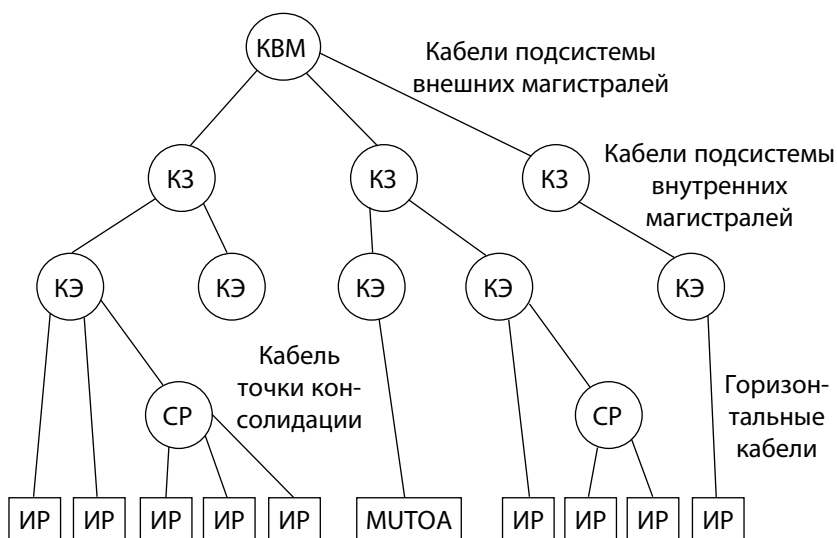 КВМ
Кабели подсистемы
внешних магистралей
КЗ
КЗ
КЗ
Кабели подсистемы
внутренних
магистралей
КЭ
КЭ
КЭ
КЭ
КЭ
Кабель
точки кон-
солидации
СР
СР
Горизон-
тальные
кабели
ИР
ИР
ИР
ИР
ИР
MUTOA
ИР
ИР
ИР
ИР